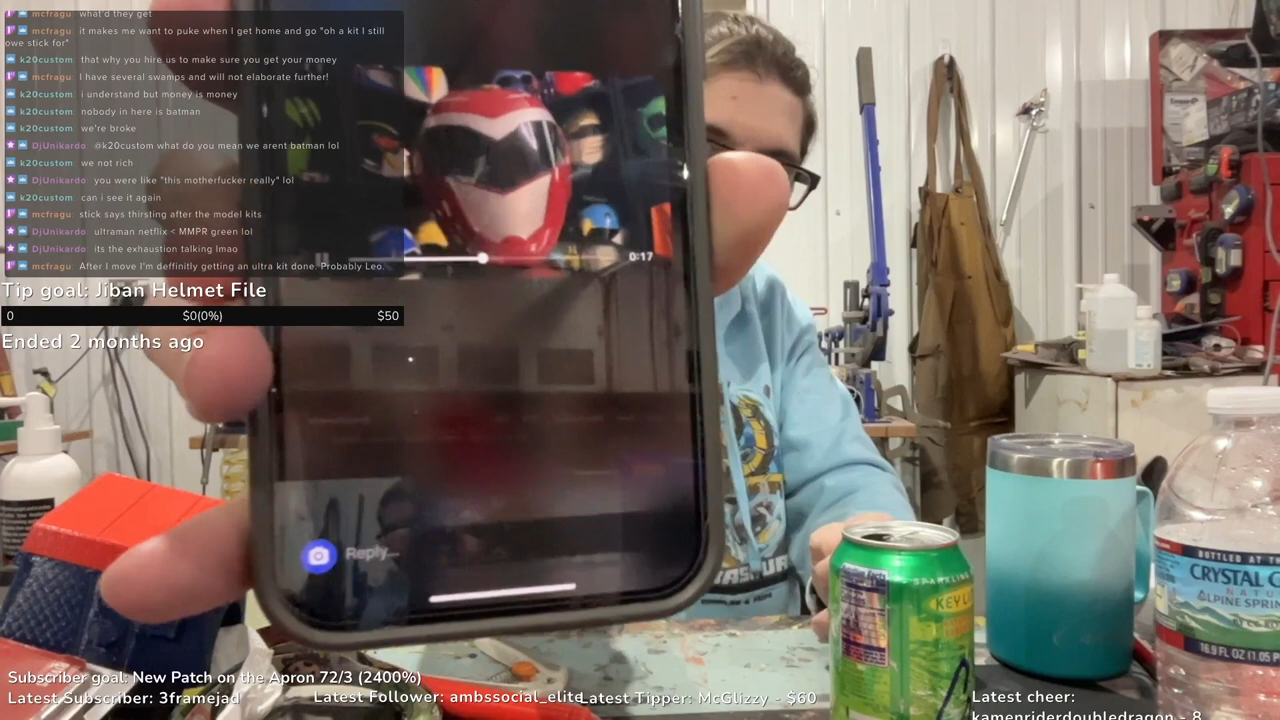 mcfragu: what'd they get
mcfragu: it makes me want to puke when I get home and go "oh a kit I still
owe stick for"
k20custom: that why you hire us to make sure you get your money
mcfragu: I have several swamps and will not elaborate further!
k20custom: i understand but money is money
k20custom: nobody in here is batman
k20custom: we're broke
DjUnikardo: @k20custom what do you mean we arent batman lol
k20custom: we not rich
DjUnikardo: you were like "this motherfucker really" lol
k20custom: can i see it again
mcfragu: stick says thirsting after the model kits
DjUnikardo: ultraman netflix < MMPR green lol
DjUnikardo: its the exhaustion talking lmao
mcfragu: After I move I'm deffinitly getting an ultra kit done. Probably Leo.
Tip goal: Jiban Helmet File
0 $0(0%) $50
Ended 2 months ago
0:17
Reply...
SPARKLING
KEY LI
BOTTLED AT TH
CRYSTAL G
NATU
ALPINE SPRIN
16.9 FL OZ (1.05 P
Subscriber goal: New Patch on the Apron 72/3 (2400%)
Latest Subscriber: 3framejad
Latest Follower: ambssocial_elite
Latest Tipper: McGlizzy - $60
Latest cheer:
kamenriderdoubledragon - 8